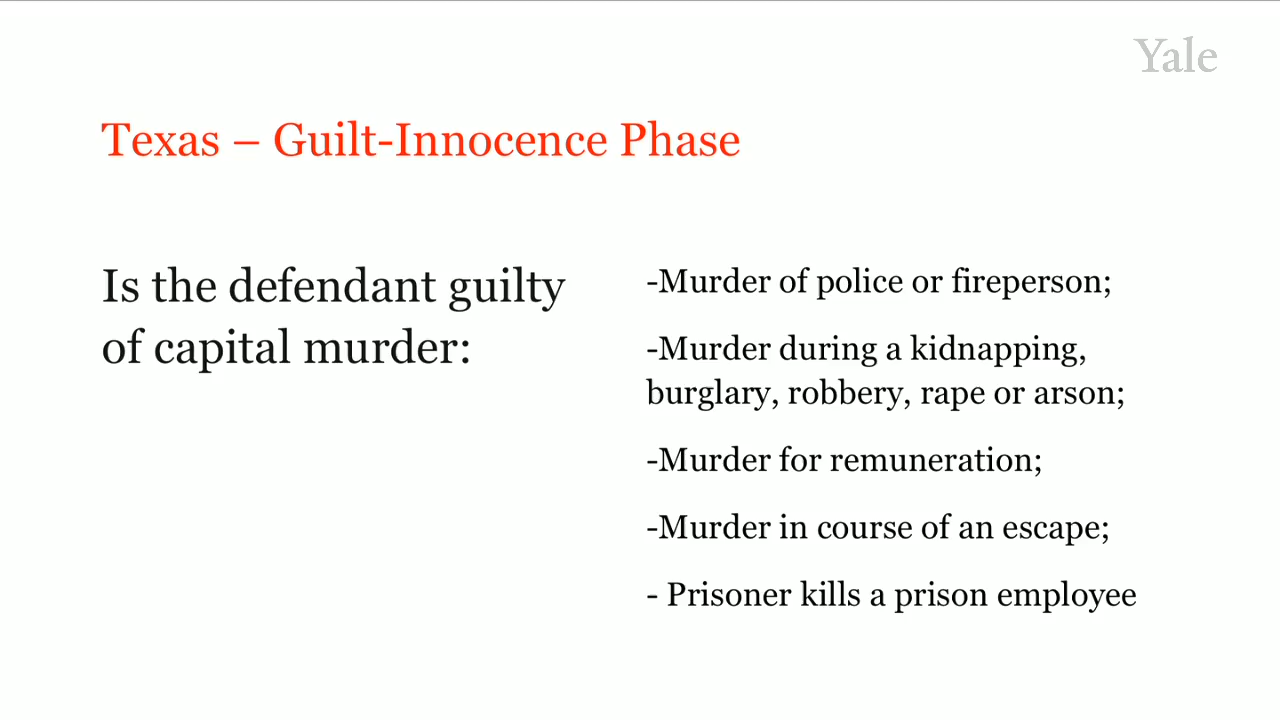 Yale
Texas – Guilt-Innocence Phase
Is the defendant guilty
of capital murder:
-Murder of police or fireperson;
-Murder during a kidnapping,
burglary, robbery, rape or arson;
-Murder for remuneration;
-Murder in course of an escape;
- Prisoner kills a prison employee